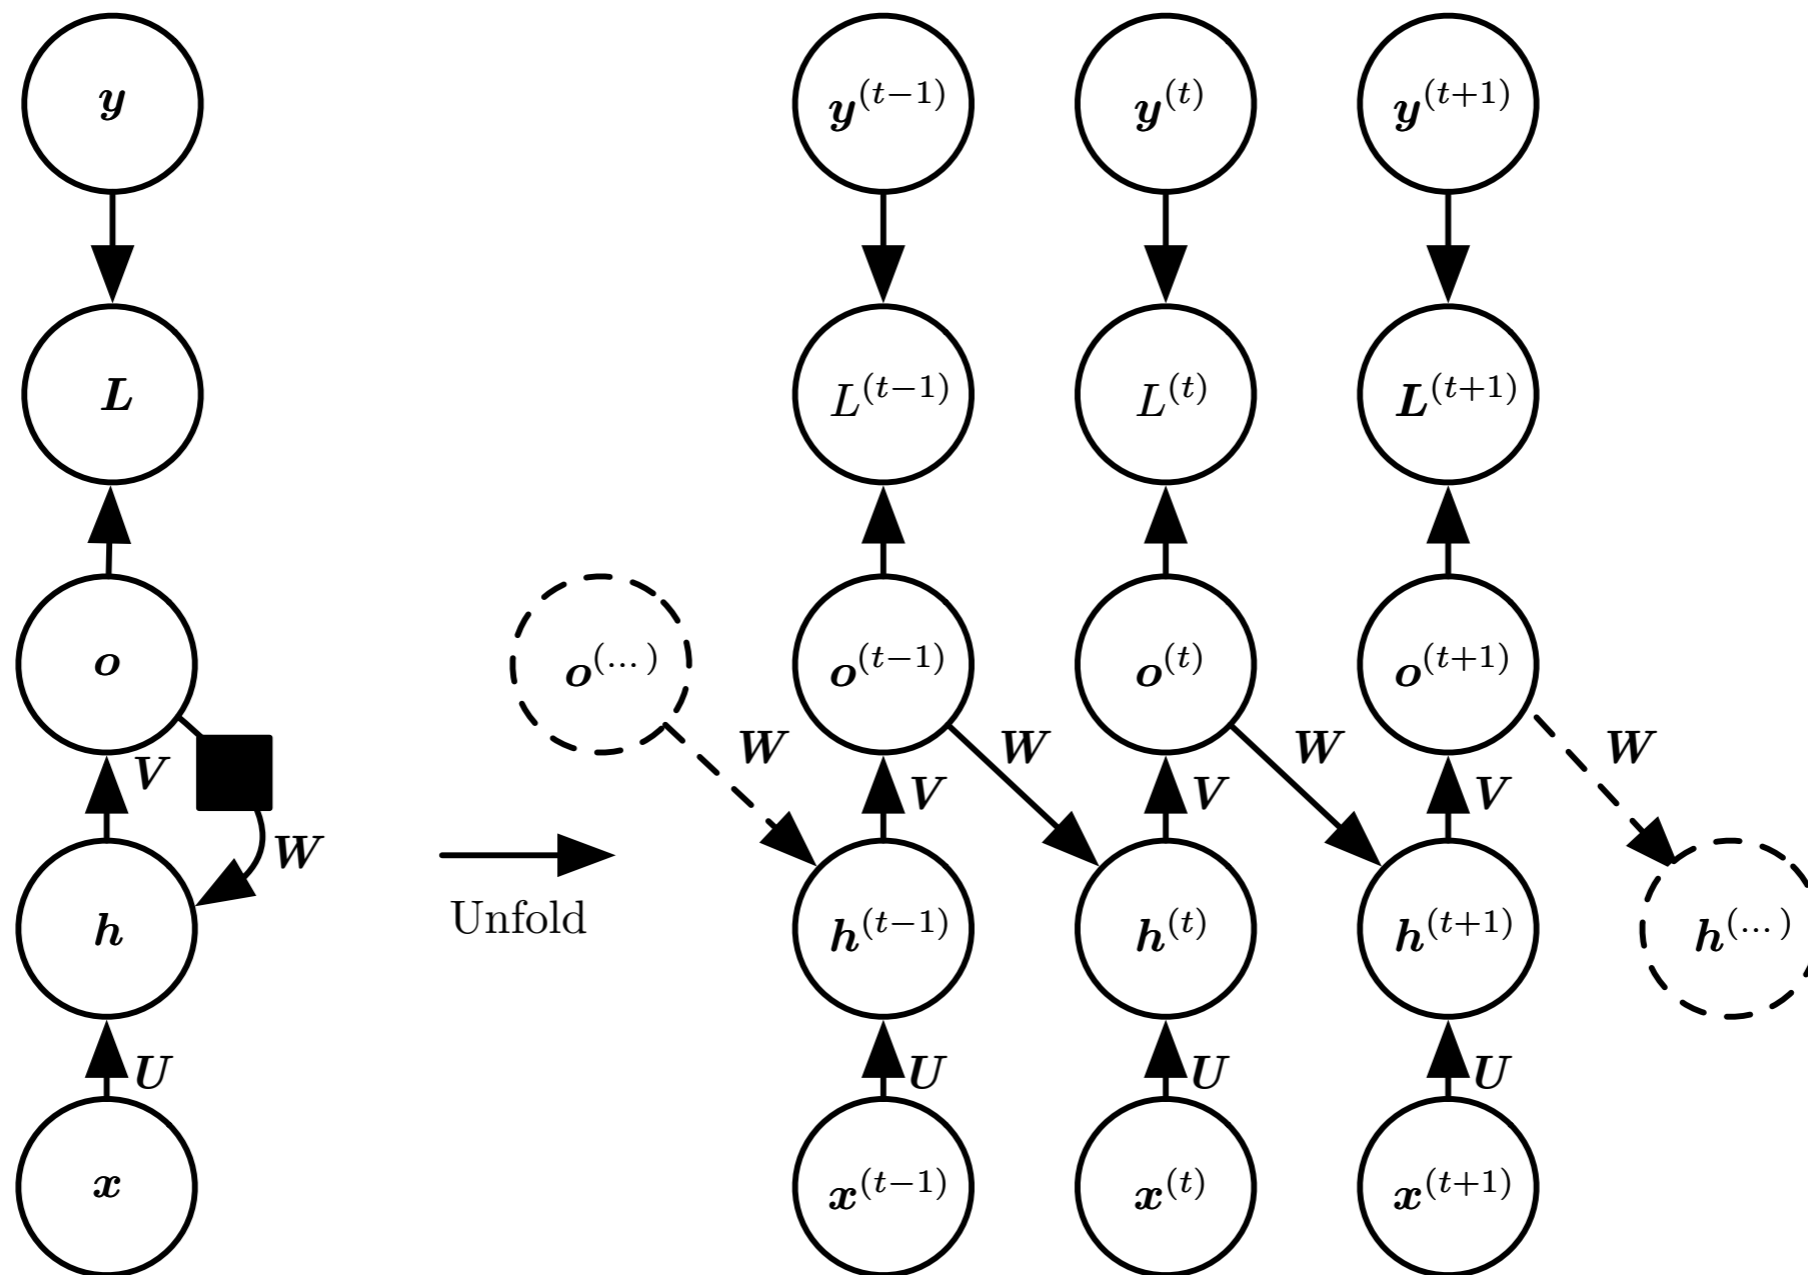 y y^(t−1) y^(t) y^(t+1)
L L^(t−1) L^(t) L^(t+1)
o o^(...) o^(t−1) o^(t) o^(t+1)
W W W W
V V V V
W
Unfold
h h^(t−1) h^(t) h^(t+1) h^(...)
U U U U
x x^(t−1) x^(t) x^(t+1)